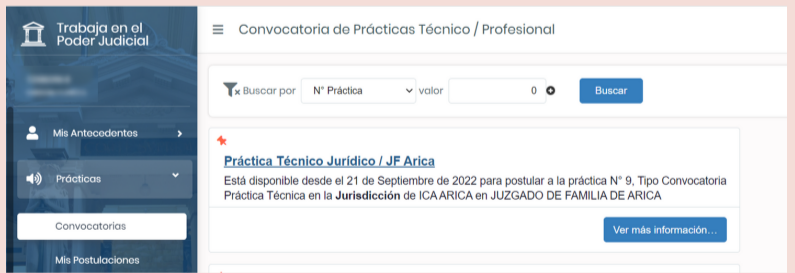 Trabaja en el
Poder Judicial
Mis Antecedentes
Prácticas
Convocatorias
Mis Postulaciones
Convocatoria de Prácticas Técnico / Profesional
Buscar por N° Práctica valor 0 Buscar
Práctica Técnico Jurídico / JF Arica
Está disponible desde el 21 de Septiembre de 2022 para postular a la práctica N° 9, Tipo Convocatoria
Práctica Técnica en la Jurisdicción de ICA ARICA en JUZGADO DE FAMILIA DE ARICA
Ver más información...